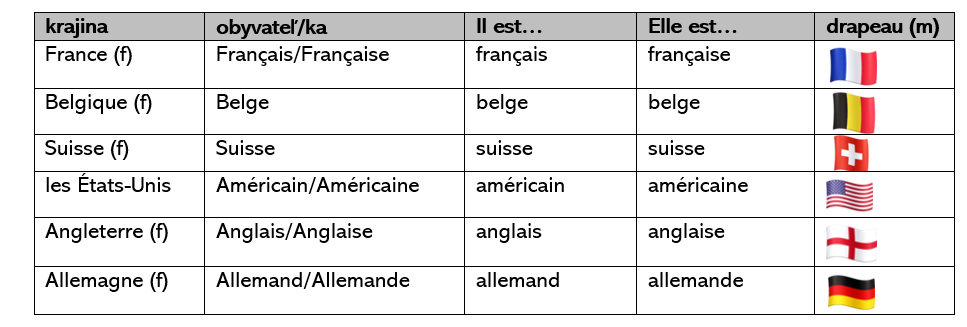 krajina obyvateľ/ka Il est... Elle est... drapeau (m)
France (f) Français/Française français française
Belgique (f) Belge belge belge
Suisse (f) Suisse suisse suisse
les États-Unis Américain/Américaine américain américaine
Angleterre (f) Anglais/Anglaise anglais anglaise
Allemagne (f) Allemand/Allemande allemand allemande